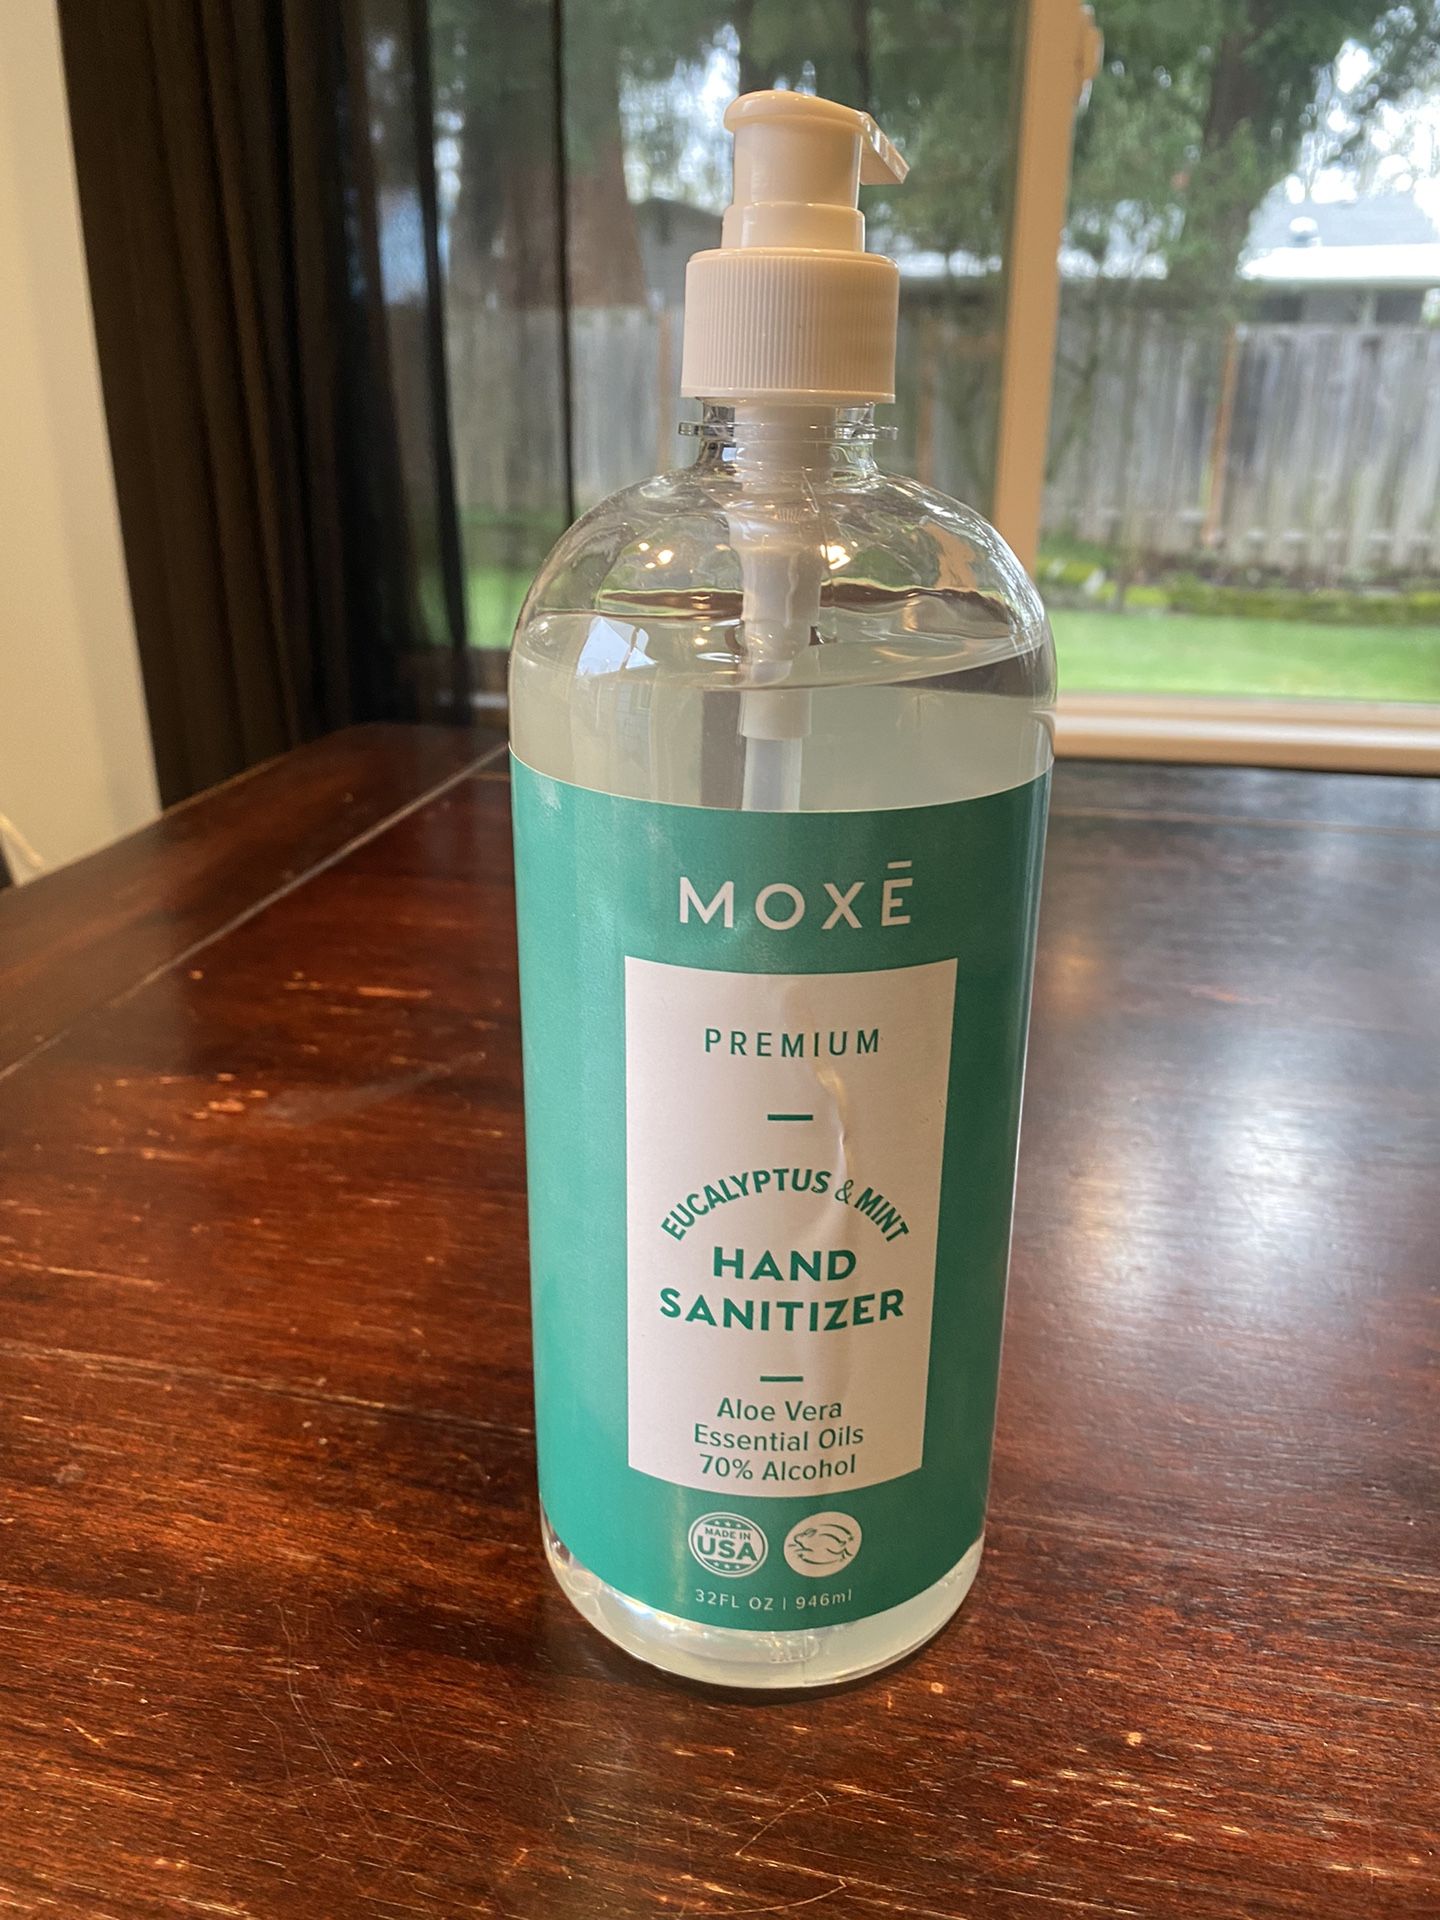 MOXĒ
PREMIUM
EUCALYPTUS & MINT
HAND
SANITIZER
Aloe Vera
Essential Oils
70% Alcohol
MADE IN
USA
32FL OZ | 946ml